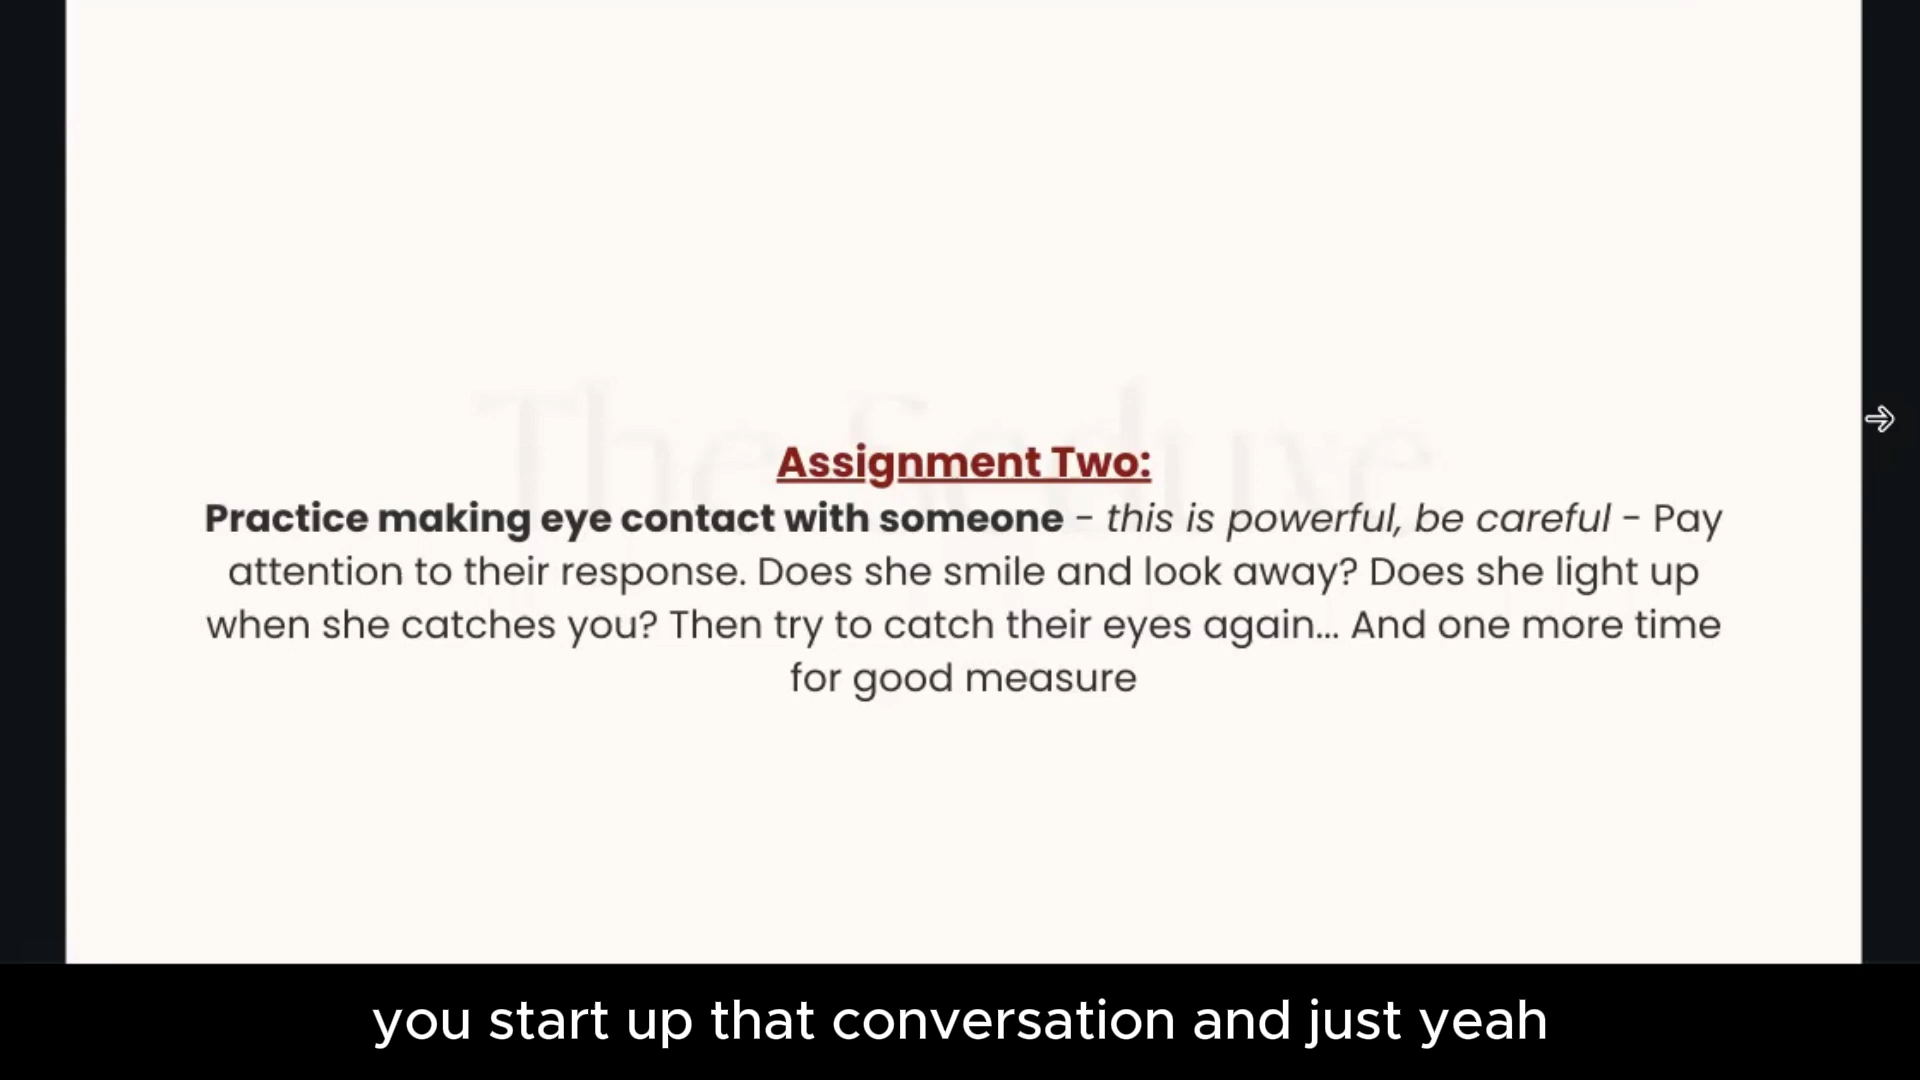 Assignment Two:
Practice making eye contact with someone - this is powerful, be careful - Pay
attention to their response. Does she smile and look away? Does she light up
when she catches you? Then try to catch their eyes again... And one more time
for good measure
you start up that conversation and just yeah